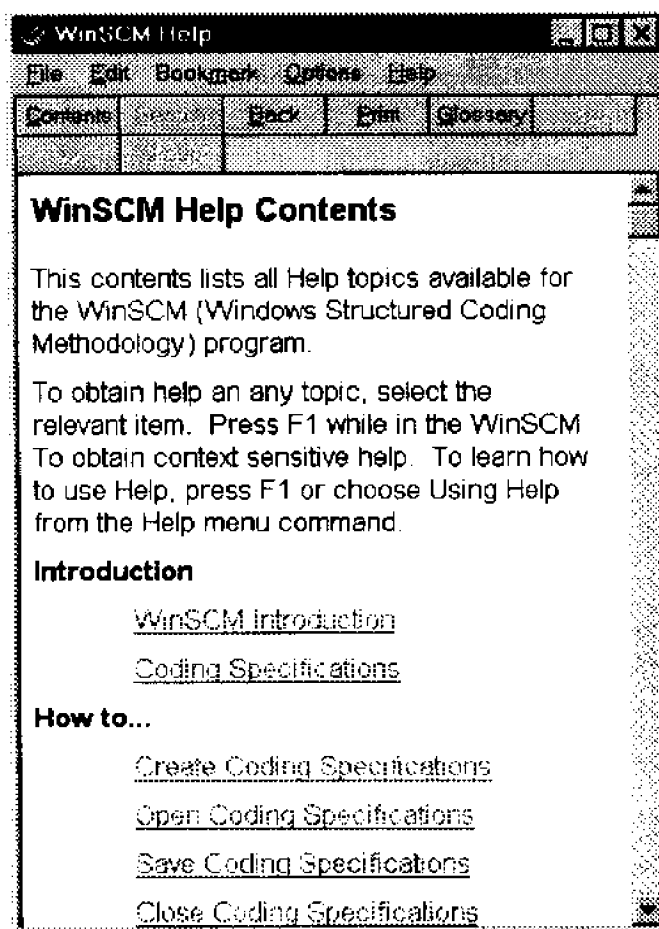 WinSCM Help
File Edit Bookmark Options Help
Contents Search Back Print Glossary
WinSCM Help Contents
This contents lists all Help topics available for
the WinSCM (Windows Structured Coding
Methodology) program.
To obtain help an any topic, select the
relevant item. Press F1 while in the WinSCM
To obtain context sensitive help. To learn how
to use Help, press F1 or choose Using Help
from the Help menu command.
Introduction
WinSCM Introduction
Coding Specifications
How to...
Create Coding Specifications
Open Coding Specifications
Save Coding Specifications
Close Coding Specifications